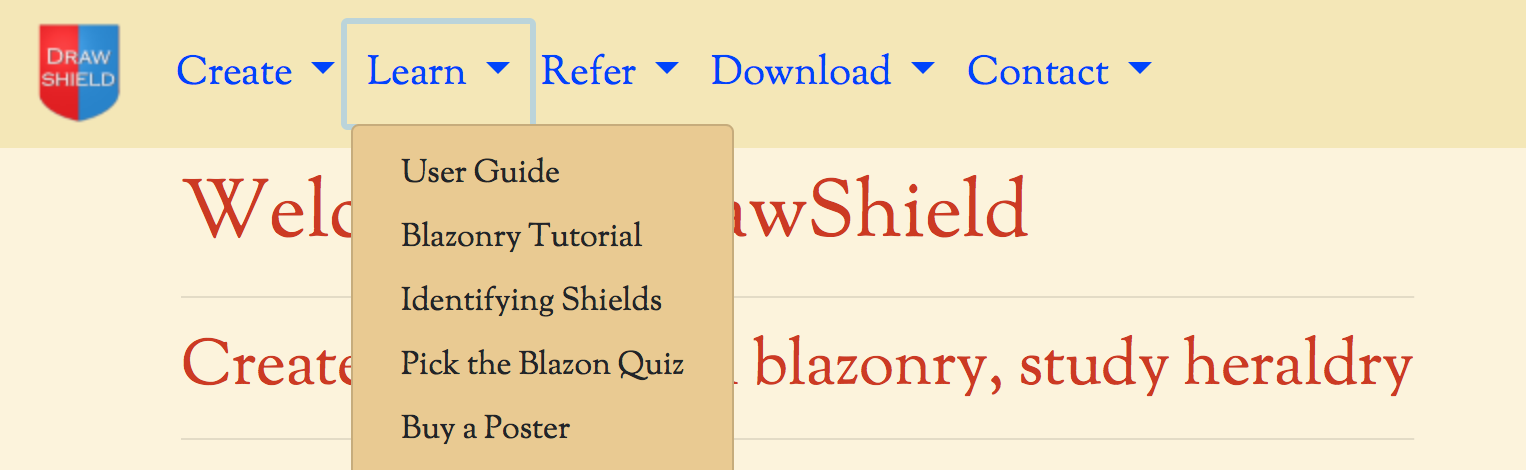 DRAW
SHIELD
Create Learn Refer Download Contact
User Guide
Blazonry Tutorial
Identifying Shields
Pick the Blazon Quiz
Buy a Poster
blazonry, study heraldry